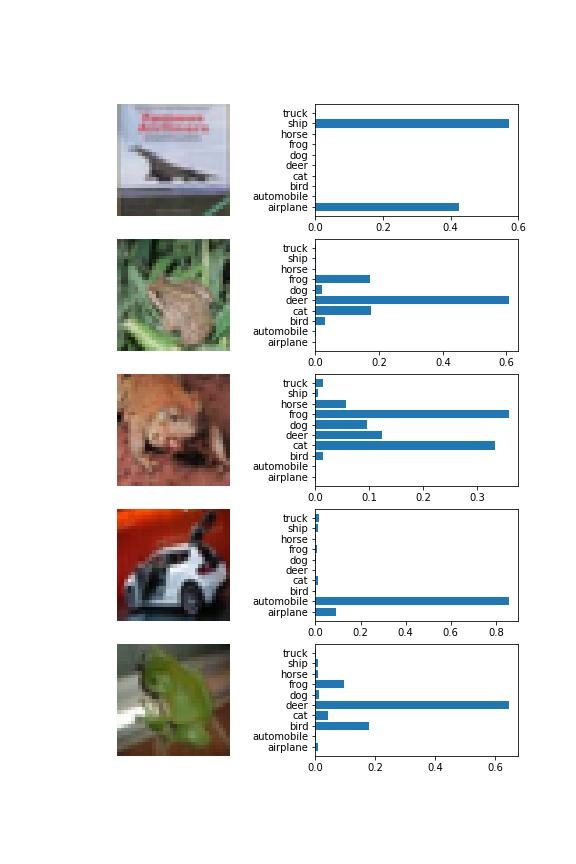 truck
ship
horse
frog
dog
deer
cat
bird
automobile
airplane
0.0 0.2 0.4 0.6
truck
ship
horse
frog
dog
deer
cat
bird
automobile
airplane
0.0 0.2 0.4 0.6
truck
ship
horse
frog
dog
deer
cat
bird
automobile
airplane
0.0 0.1 0.2 0.3
truck
ship
horse
frog
dog
deer
cat
bird
automobile
airplane
0.0 0.2 0.4 0.6 0.8
truck
ship
horse
frog
dog
deer
cat
bird
automobile
airplane
0.0 0.2 0.4 0.6